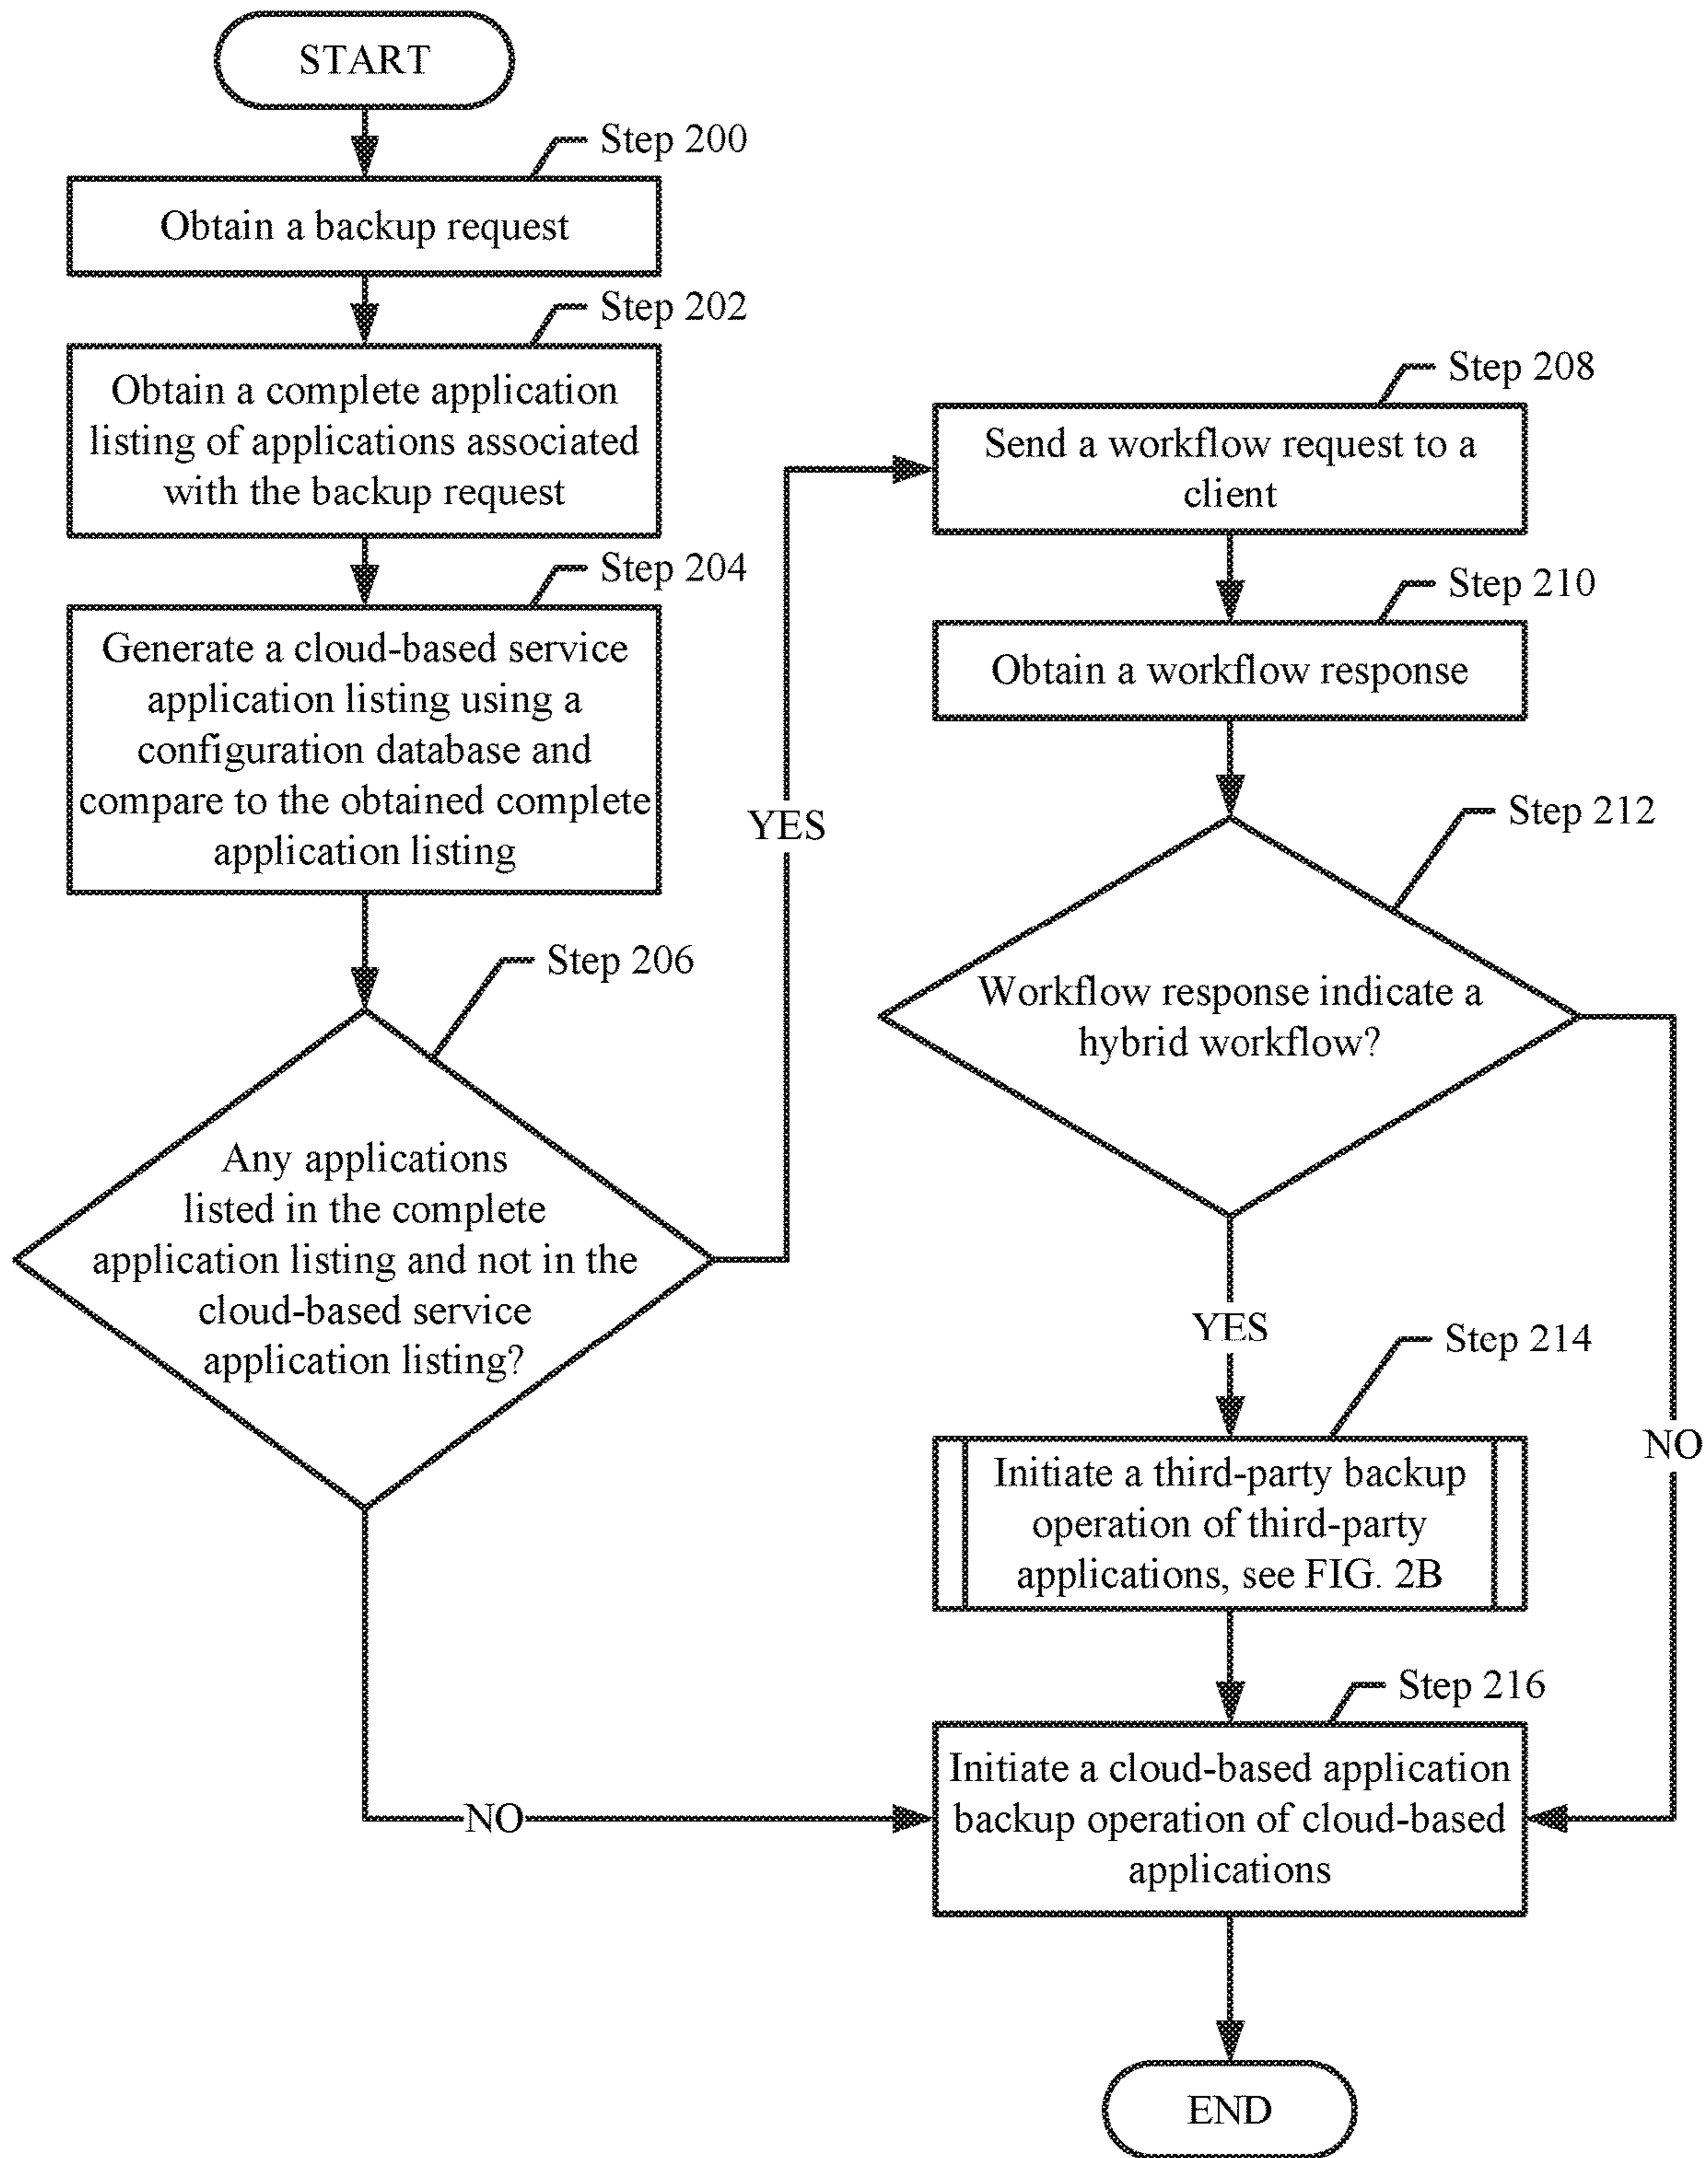 START
Step 200
Obtain a backup request
Step 202
Obtain a complete application
listing of applications associated
with the backup request
Step 204
Generate a cloud-based service
application listing using a
configuration database and
compare to the obtained complete
application listing
Step 206
Any applications
listed in the complete
application listing and not in the
cloud-based service
application listing?
YES
NO
Step 208
Send a workflow request to a
client
Step 210
Obtain a workflow response
Step 212
Workflow response indicate a
hybrid workflow?
YES
NO
Step 214
Initiate a third-party backup
operation of third-party
applications, see FIG. 2B
Step 216
Initiate a cloud-based application
backup operation of cloud-based
applications
END